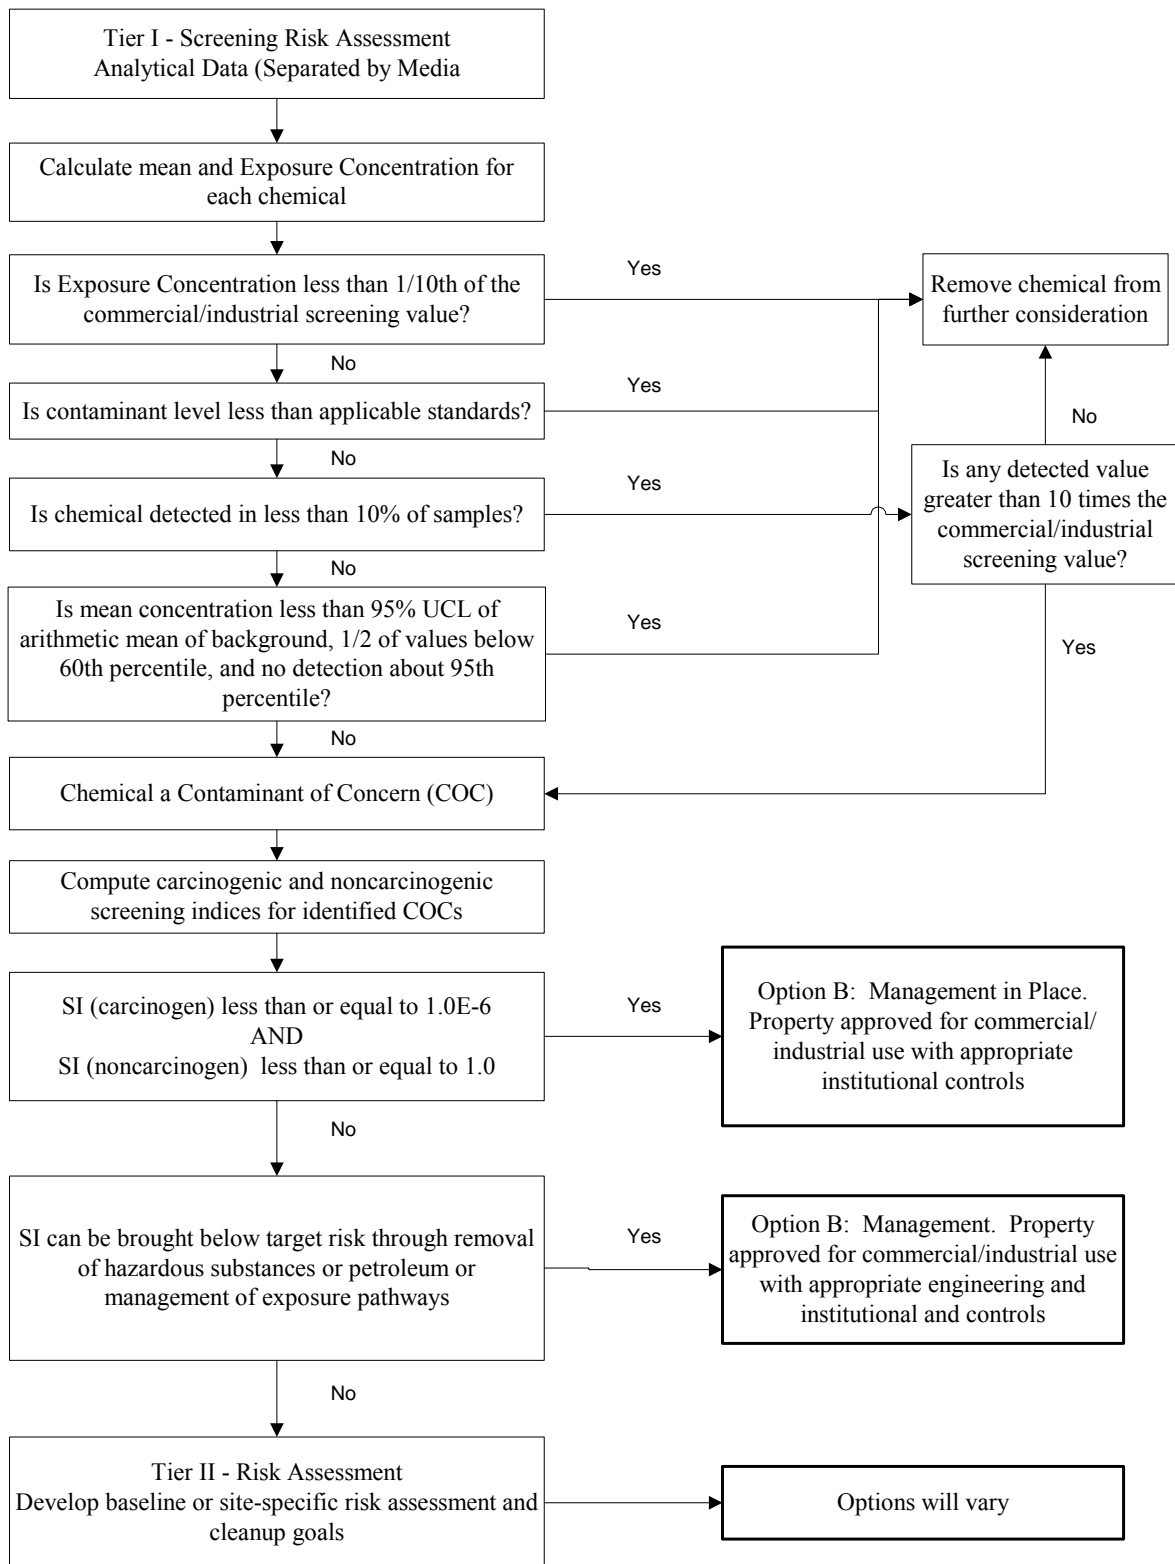 Tier I - Screening Risk Assessment
Analytical Data (Separated by Media
Calculate mean and Exposure Concentration for
each chemical
Is Exposure Concentration less than 1/10th of the
commercial/industrial screening value?
Yes
Remove chemical from
further consideration
No
Is contaminant level less than applicable standards?
Yes
No
No
Is chemical detected in less than 10% of samples?
Yes
Is any detected value
greater than 10 times the
commercial/industrial
screening value?
No
Is mean concentration less than 95% UCL of
arithmetic mean of background, 1/2 of values below
60th percentile, and no detection about 95th
percentile?
Yes
Yes
No
Chemical a Contaminant of Concern (COC)
Compute carcinogenic and noncarcinogenic
screening indices for identified COCs
SI (carcinogen) less than or equal to 1.0E-6
AND
SI (noncarcinogen) less than or equal to 1.0
Yes
Option B: Management in Place.
Property approved for commercial/
industrial use with appropriate
institutional controls
No
SI can be brought below target risk through removal
of hazardous substances or petroleum or
management of exposure pathways
Yes
Option B: Management. Property
approved for commercial/industrial use
with appropriate engineering and
institutional and controls
No
Tier II - Risk Assessment
Develop baseline or site-specific risk assessment and
cleanup goals
Options will vary